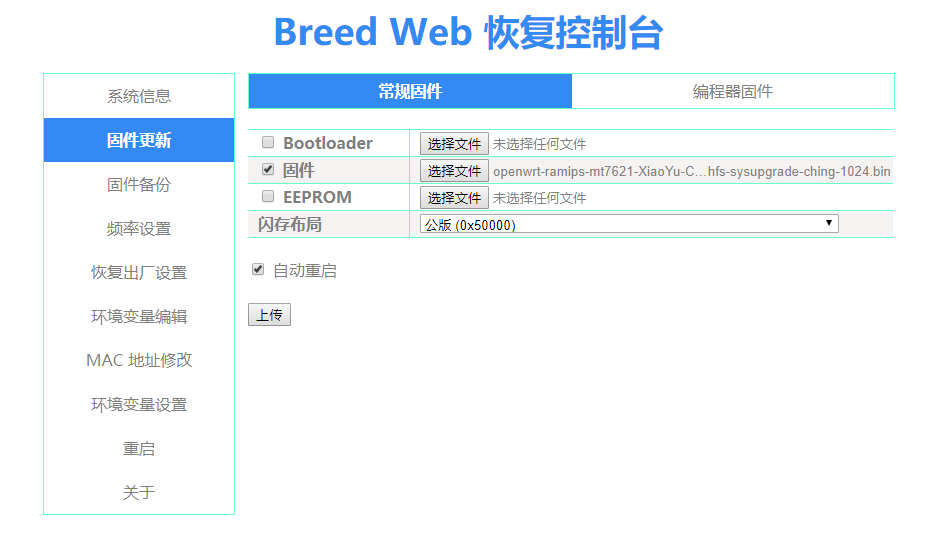 Breed Web 恢复控制台
系统信息
固件更新
固件备份
频率设置
恢复出厂设置
环境变量编辑
MAC 地址修改
环境变量设置
重启
关于
常规固件 编程器固件
Bootloader 选择文件 未选择任何文件
固件 选择文件 openwrt-ramips-mt7621-XiaoYu-C...hfs-sysupgrade-ching-1024.bin
EEPROM 选择文件 未选择任何文件
闪存布局 公版 (0x50000)
自动重启
上传